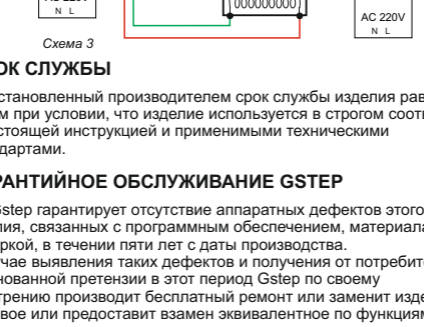 N L
000000000
AC 220V
N L
Схема 3
ОК СЛУЖБЫ
становленный производителем срок службы изделия рав
м при условии, что изделие используется в строгом соотв
стоящей инструкцией и применимыми техническими
дартами.
РАНТИЙНОЕ ОБСЛУЖИВАНИЕ GSTEP
Gstep гарантирует отсутствие аппаратных дефектов этого
лия, связанных с программным обеспечением, материала
ркой, в течении пяти лет с даты производства.
чае выявления таких дефектов и получения от потребите
нованной претензии в этот период Gstep по своему
трению производит бесплатный ремонт или заменит изде
вое или предоставит взамен эквивалентное по функциям